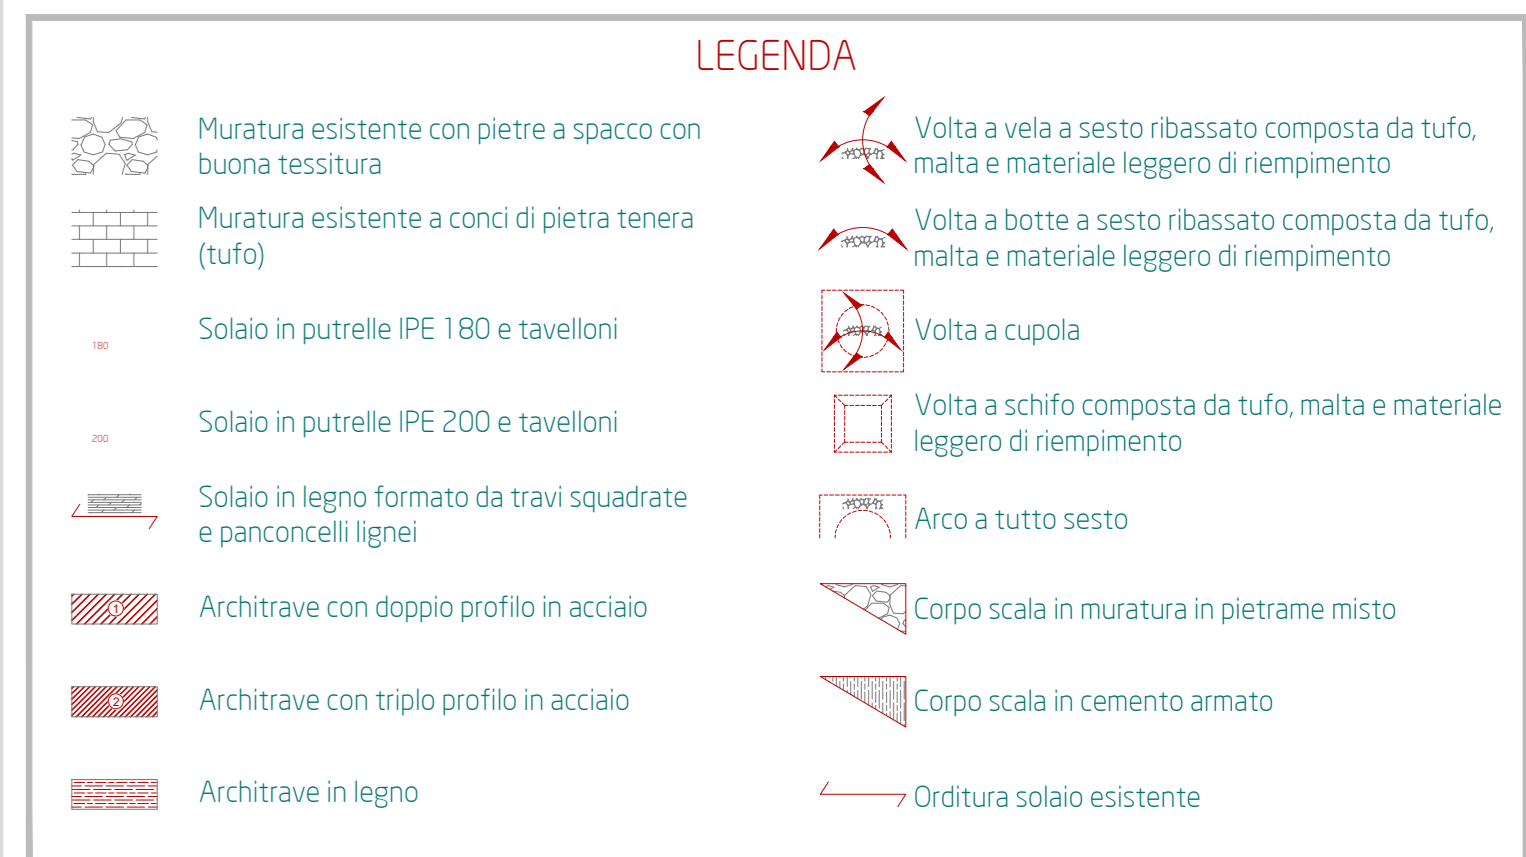 LEGENDA
Muratura esistente con pietre a spacco con
buona tessitura
Muratura esistente a conci di pietra tenera
(tufo)
180
Solaio in putrelle IPE 180 e tavelloni
200
Solaio in putrelle IPE 200 e tavelloni
Solaio in legno formato da travi squadrate
e panconcelli lignei
1
Architrave con doppio profilo in acciaio
2
Architrave con triplo profilo in acciaio
Architrave in legno
Volta a vela a sesto ribassato composta da tufo,
malta e materiale leggero di riempimento
Volta a botte a sesto ribassato composta da tufo,
malta e materiale leggero di riempimento
Volta a cupola
Volta a schifo composta da tufo, malta e materiale
leggero di riempimento
Arco a tutto sesto
Corpo scala in muratura in pietrame misto
Corpo scala in cemento armato
Orditura solaio esistente